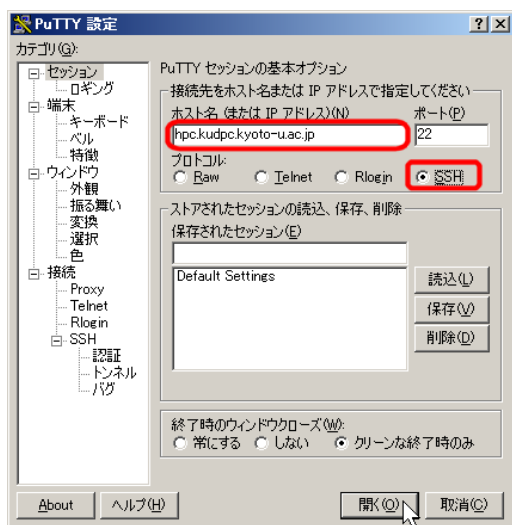 PuTTY 設定
カテゴリ(G):
セッション
ロギング
端末
キーボード
ベル
特徴
ウィンドウ
外観
振る舞い
変換
選択
色
接続
Proxy
Telnet
Rlogin
SSH
認証
トンネル
バグ
PuTTY セッションの基本オプション
接続先をホスト名または IP アドレスで指定してください
ホスト名 (または IP アドレス)(N)
ポート(P)
hpc.kudpc.kyoto-u.ac.jp
22
プロトコル:
Raw
Telnet
Rlogin
SSH
ストアされたセッションの読込、保存、削除
保存されたセッション(E)
Default Settings
読込(L)
保存(V)
削除(D)
終了時のウィンドウクローズ(W):
常にする
しない
クリーンな終了時のみ
About
ヘルプ(H)
開く(O)
取消(C)